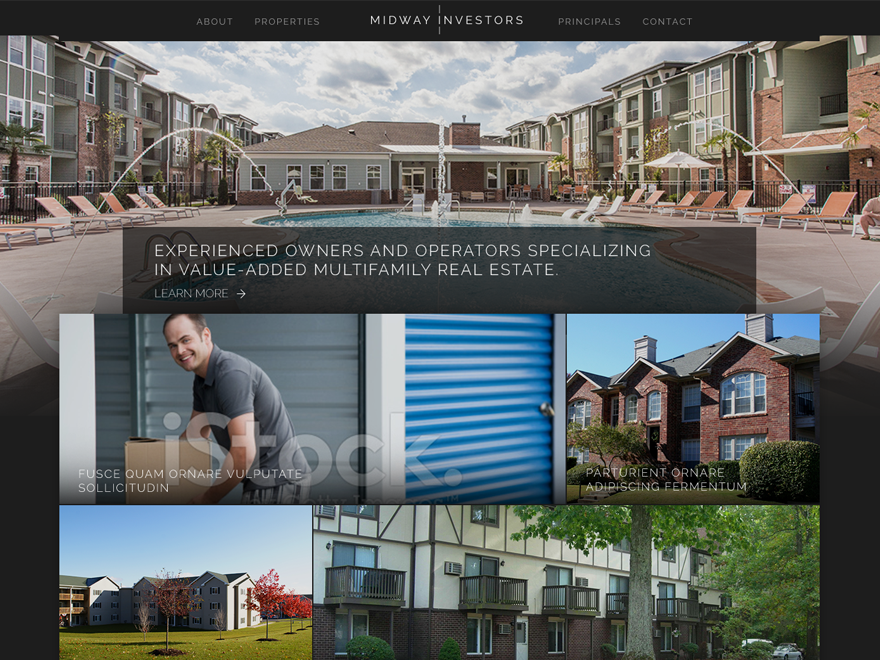 ABOUT
PROPERTIES
MIDWAY INVESTORS
PRINCIPALS
CONTACT
EXPERIENCED OWNERS AND OPERATORS SPECIALIZING
IN VALUE-ADDED MULTIFAMILY REAL ESTATE.
LEARN MORE →
iStock.
FUSCE QUAM ORNARE VULPUTATE
SOLLICITUDIN
PARTURIENT ORNARE
ADIPISCING FERMENTUM